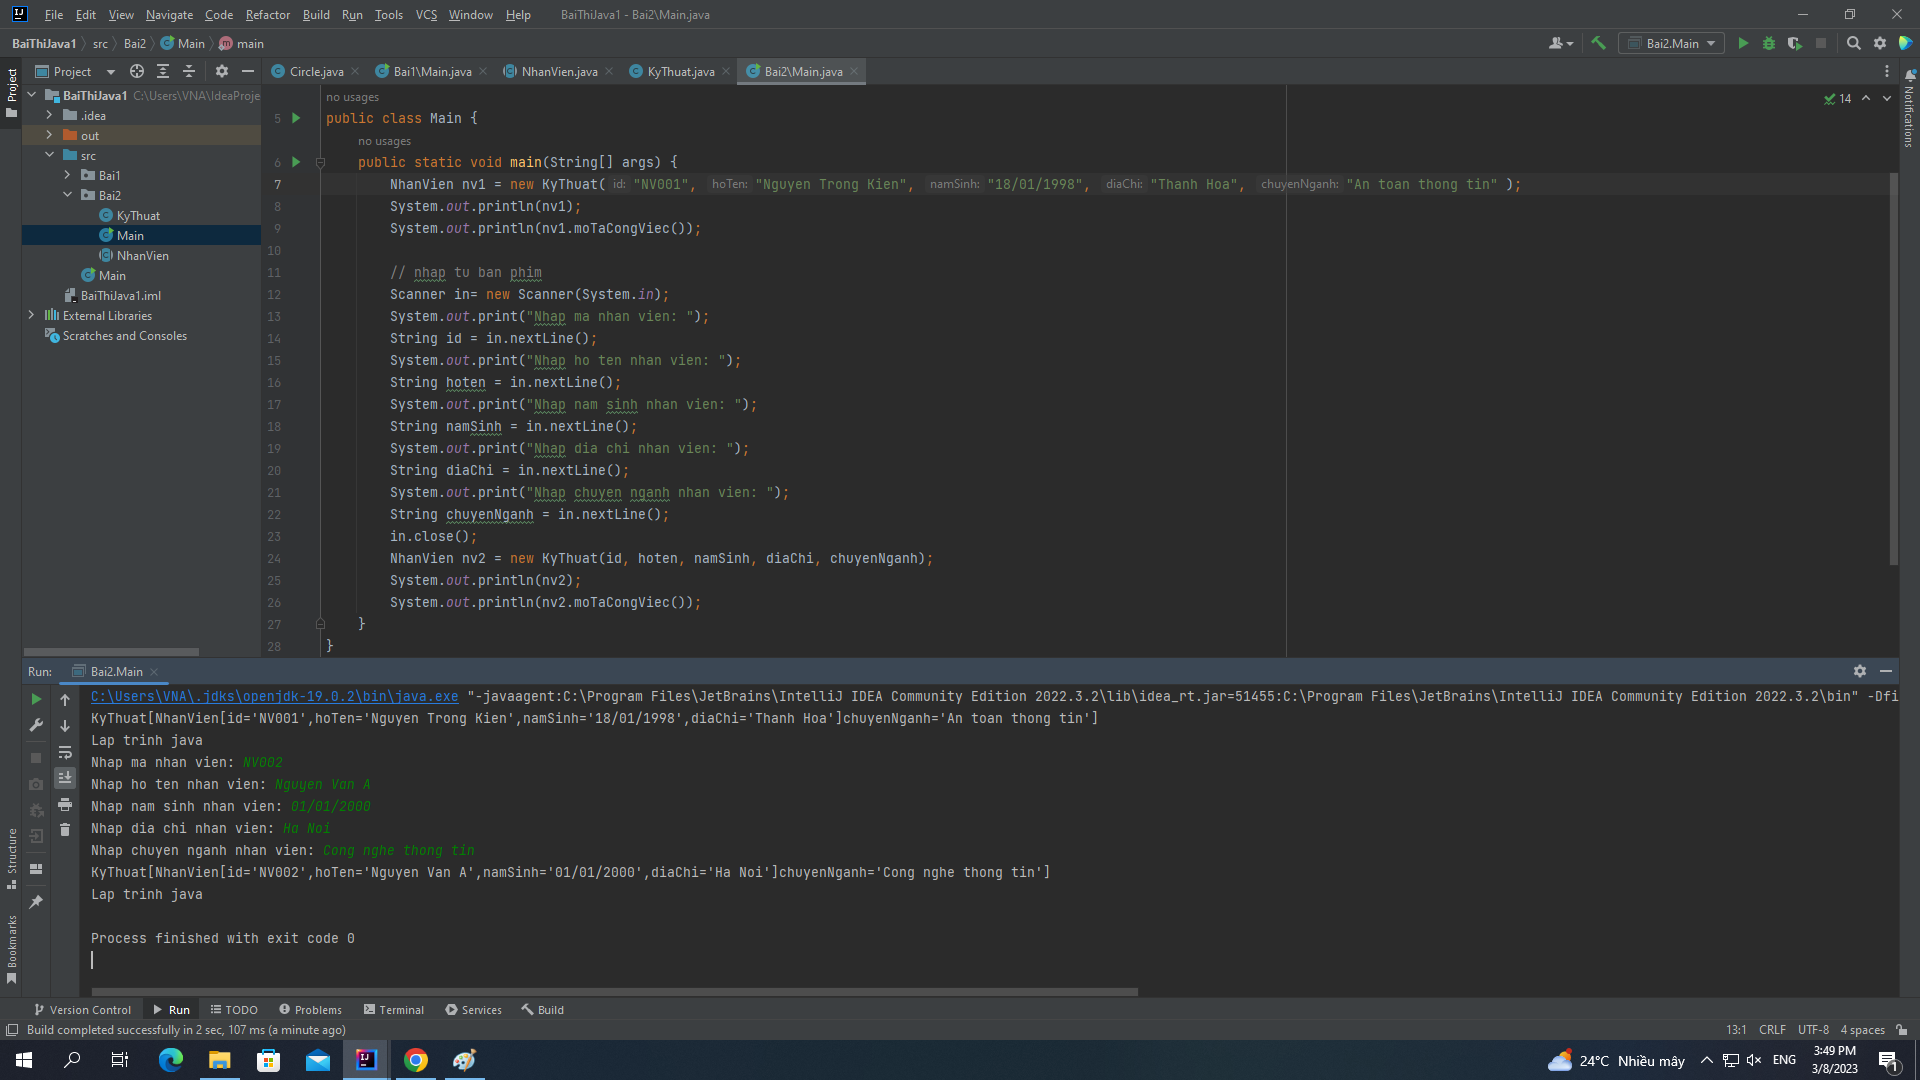 File Edit View Navigate Code Refactor Build Run Tools VCS Window Help BaiThiJava1 - Bai2\Main.java
BaiThiJava1 src Bai2 Main main Bai2.Main
Project
Project Circle.java Bai1\Main.java NhanVien.java KyThuat.java Bai2\Main.java
BaiThiJava1 C:\Users\VNA\IdeaProje
.idea
out
src
Bai1
Bai2
KyThuat
Main
NhanVien
Main
BaiThiJava1.iml
External Libraries
Scratches and Consoles
Notifications
14
no usages
5 public class Main {
no usages
6 public static void main(String[] args) {
7 NhanVien nv1 = new KyThuat( id: "NV001", hoTen: "Nguyen Trong Kien", namSinh: "18/01/1998", diaChi: "Thanh Hoa", chuyenNganh: "An toan thong tin" );
8 System.out.println(nv1);
9 System.out.println(nv1.moTaCongViec());
10
11 // nhap tu ban phim
12 Scanner in= new Scanner(System.in);
13 System.out.print("Nhap ma nhan vien: ");
14 String id = in.nextLine();
15 System.out.print("Nhap ho ten nhan vien: ");
16 String hoten = in.nextLine();
17 System.out.print("Nhap nam sinh nhan vien: ");
18 String namSinh = in.nextLine();
19 System.out.print("Nhap dia chi nhan vien: ");
20 String diaChi = in.nextLine();
21 System.out.print("Nhap chuyen nganh nhan vien: ");
22 String chuyenNganh = in.nextLine();
23 in.close();
24 NhanVien nv2 = new KyThuat(id, hoten, namSinh, diaChi, chuyenNganh);
25 System.out.println(nv2);
26 System.out.println(nv2.moTaCongViec());
27 }
28 }
Run: Bai2.Main
C:\Users\VNA\.jdks\openjdk-19.0.2\bin\java.exe "-javaagent:C:\Program Files\JetBrains\IntelliJ IDEA Community Edition 2022.3.2\lib\idea_rt.jar=51455:C:\Program Files\JetBrains\IntelliJ IDEA Community Edition 2022.3.2\bin" -Dfi
KyThuat[NhanVien[id='NV001',hoTen='Nguyen Trong Kien',namSinh='18/01/1998',diaChi='Thanh Hoa']chuyenNganh='An toan thong tin']
Lap trinh java
Nhap ma nhan vien: NV002
Nhap ho ten nhan vien: Nguyen Van A
Nhap nam sinh nhan vien: 01/01/2000
Nhap dia chi nhan vien: Ha Noi
Nhap chuyen nganh nhan vien: Cong nghe thong tin
KyThuat[NhanVien[id='NV002',hoTen='Nguyen Van A',namSinh='01/01/2000',diaChi='Ha Noi']chuyenNganh='Cong nghe thong tin']
Lap trinh java
Process finished with exit code 0
Structure
Bookmarks
Version Control Run TODO Problems Terminal Services Build
Build completed successfully in 2 sec, 107 ms (a minute ago) 13:1 CRLF UTF-8 4 spaces
24°C Nhiều mây ENG 3:49 PM
3/8/2023
1